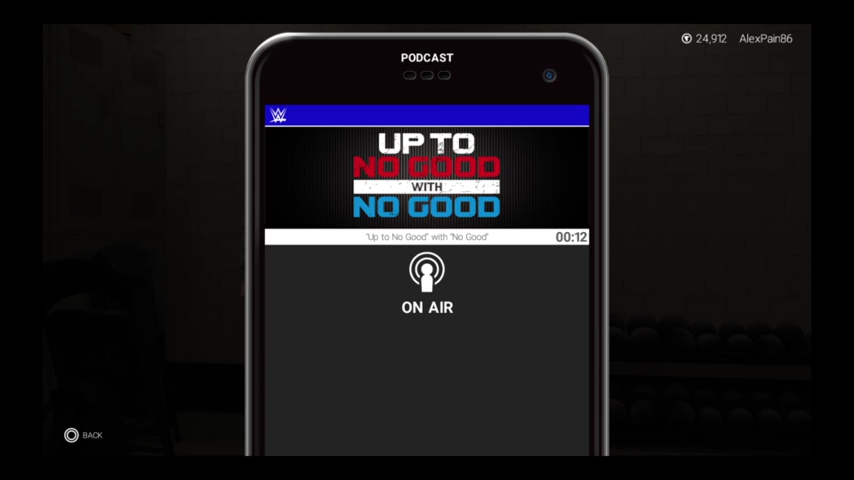 PODCAST
24,912 AlexPain86
W
UP TO
NO GOOD
WITH
NO GOOD
"Up to No Good" with "No Good"
00:12
ON AIR
BACK